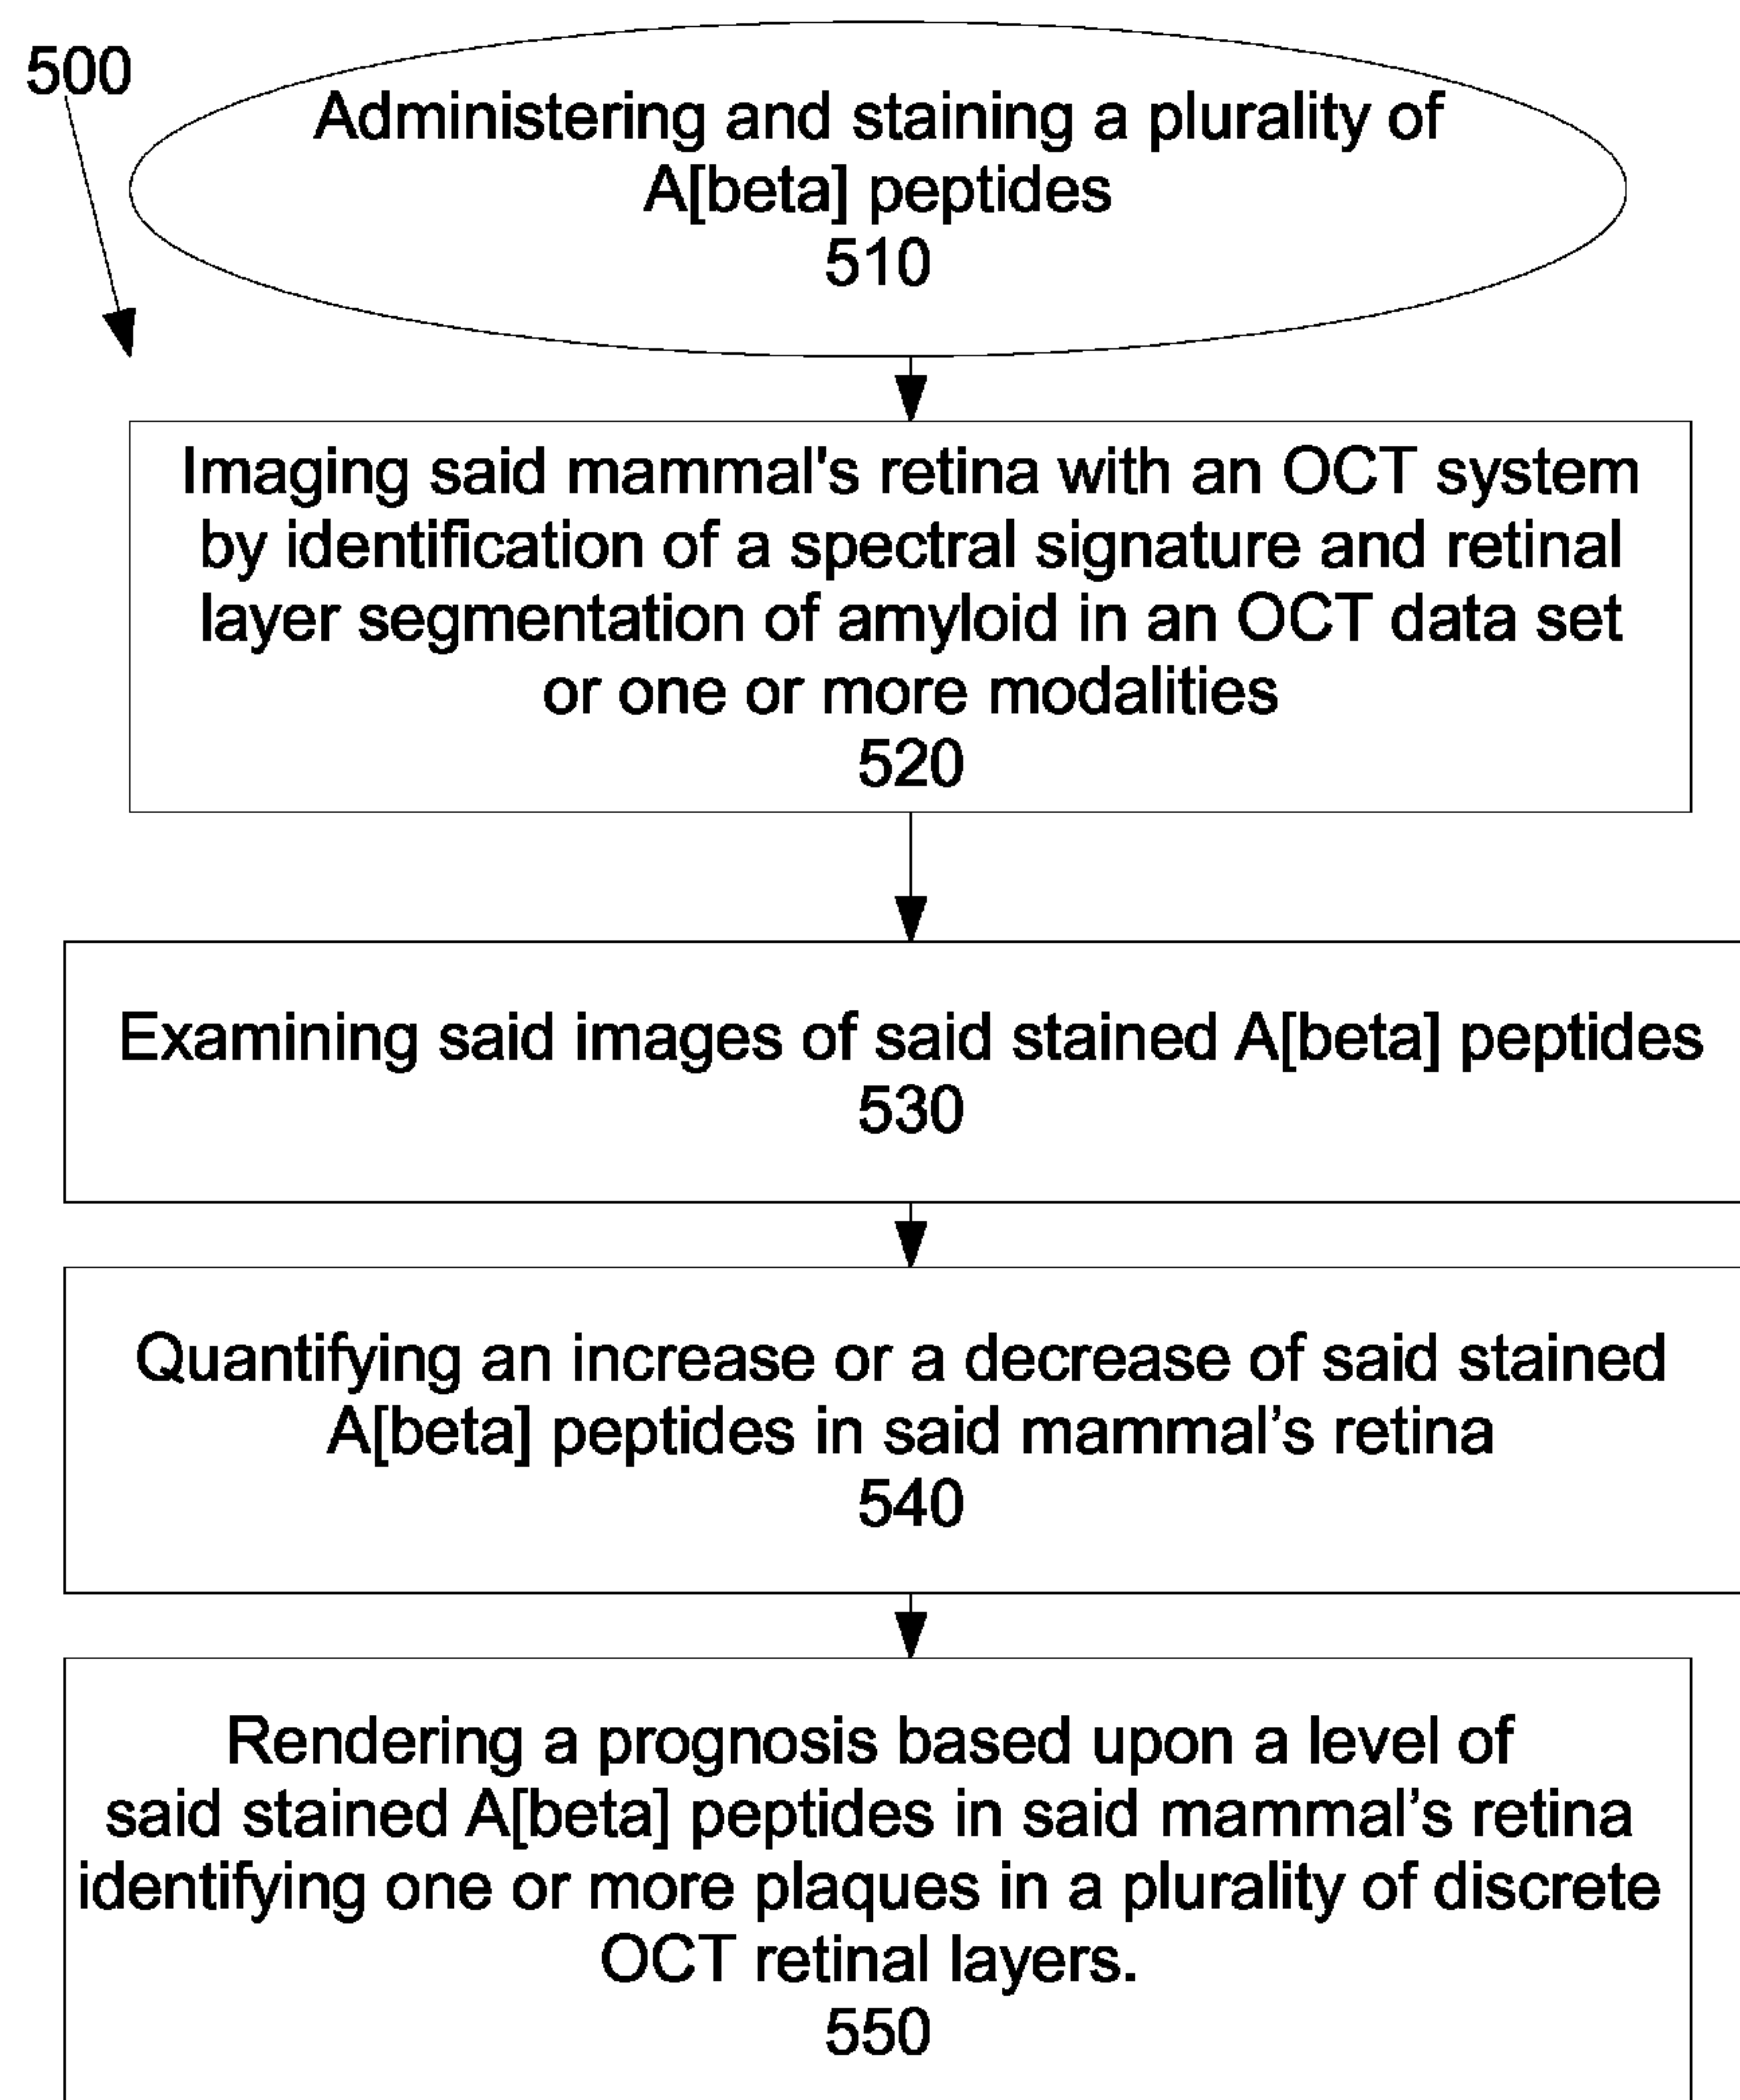 500
Administering and staining a plurality of
A[beta] peptides
510
Imaging said mammal's retina with an OCT system
by identification of a spectral signature and retinal
layer segmentation of amyloid in an OCT data set
or one or more modalities
520
Examining said images of said stained A[beta] peptides
530
Quantifying an increase or a decrease of said stained
A[beta] peptides in said mammal’s retina
540
Rendering a prognosis based upon a level of
said stained A[beta] peptides in said mammal’s retina
identifying one or more plaques in a plurality of discrete
OCT retinal layers.
550